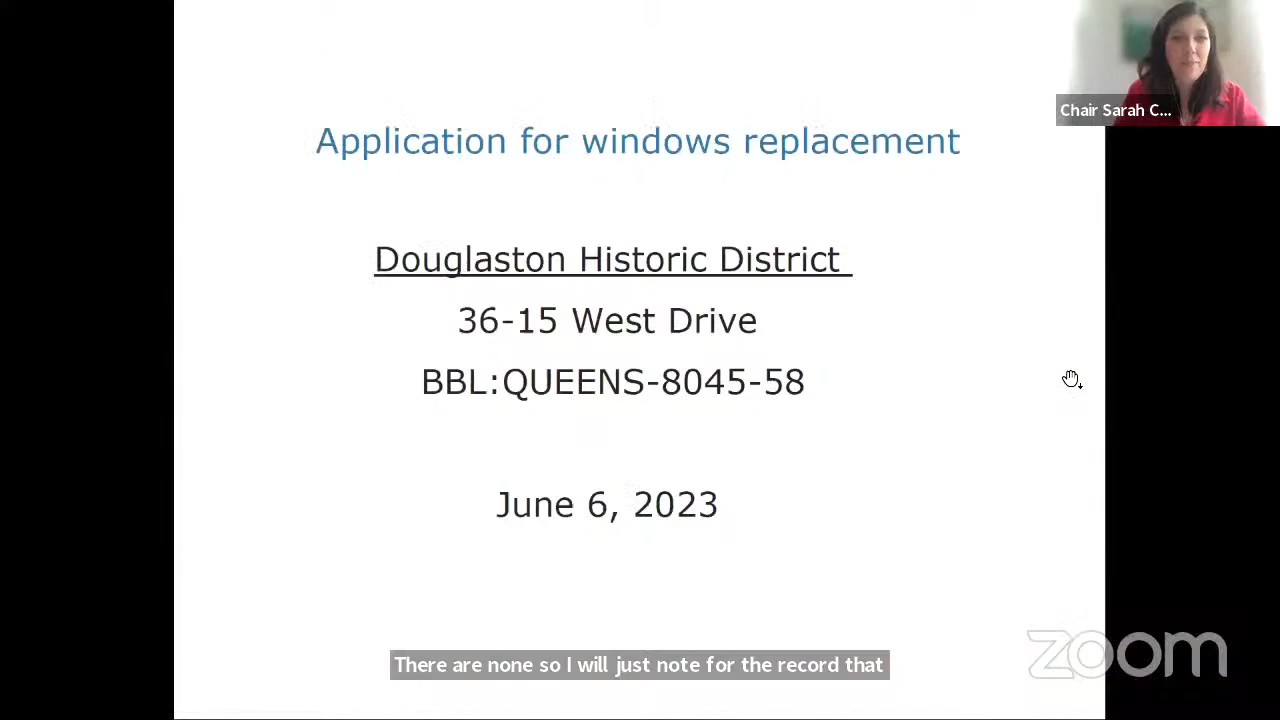 Application for windows replacement
Chair Sarah C...
Douglaston Historic District
36-15 West Drive
BBL:QUEENS-8045-58
June 6, 2023
There are none so I will just note for the record that
zoom